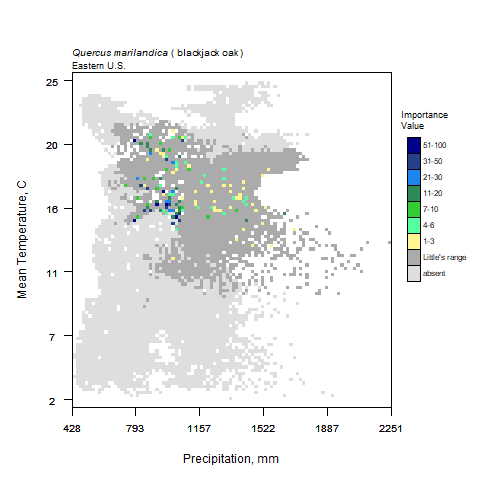 Quercus marilandica ( blackjack oak )
Eastern U.S.
25
20
16
11
7
2
Mean Temperature, C
428 793 1157 1522 1887 2251
Precipitation, mm
Importance
Value
51-100
31-50
21-30
11-20
7-10
4-6
1-3
Little's range
absent